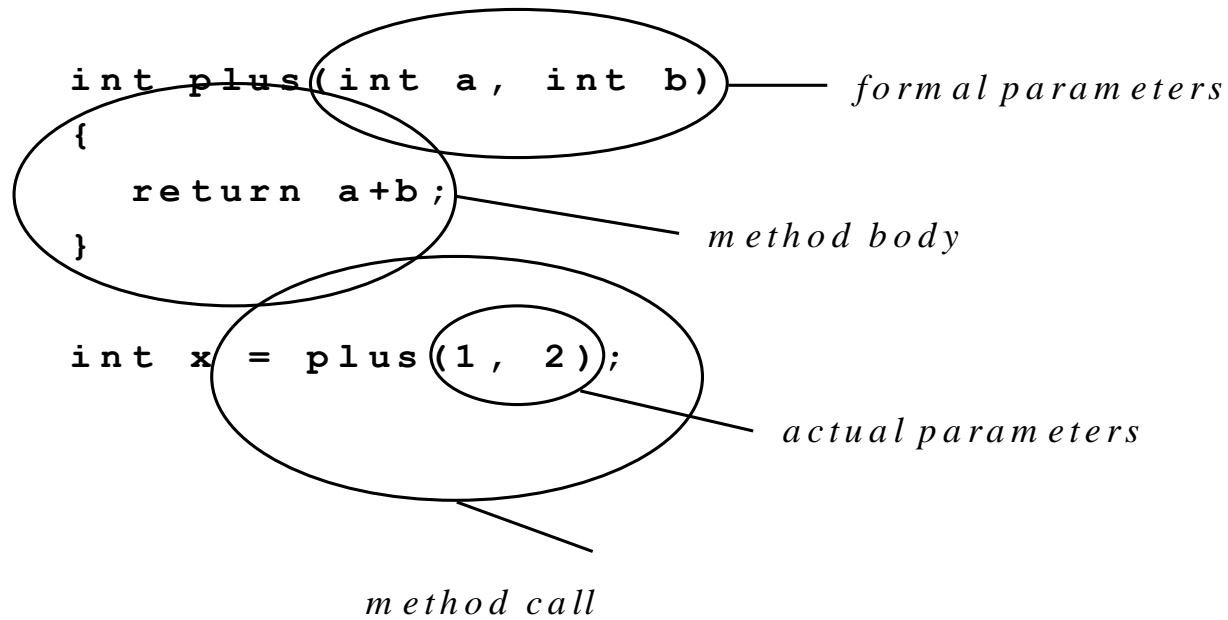 int plus(int a, int b)
formal parameters
{
return a+b;
method body
}
int x = plus(1, 2);
actual parameters
method call